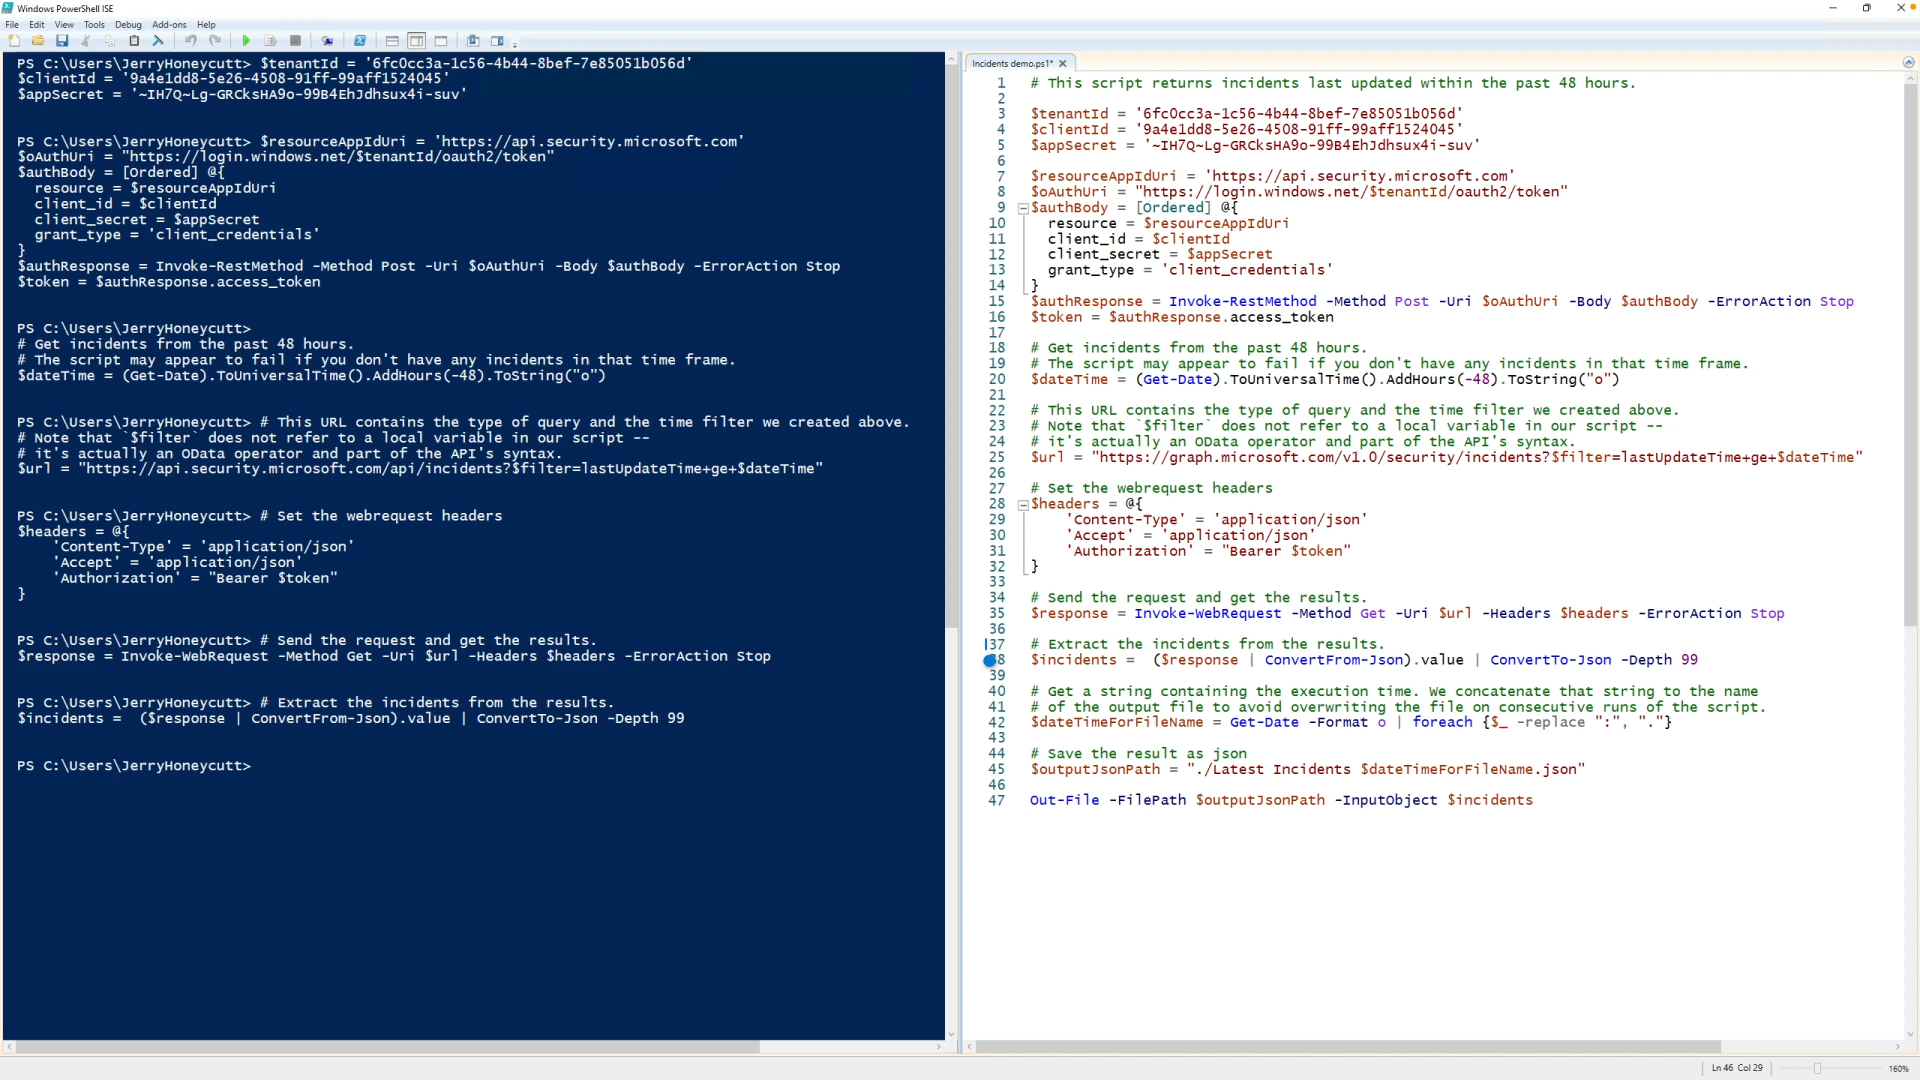 Windows PowerShell ISE
File Edit View Tools Debug Add-ons Help
PS C:\Users\JerryHoneycutt> $tenantId = '6fc0cc3a-1c56-4b44-8bef-7e85051b056d'
$clientId = '9a4e1dd8-5e26-4508-91ff-99aff1524045'
$appSecret = '~IH7Q~Lg-GRCksHA9o-99B4EhJdhsux4i-suv'
PS C:\Users\JerryHoneycutt> $resourceAppIdUri = 'https://api.security.microsoft.com'
$oAuthUri = "https://login.windows.net/$tenantId/oauth2/token"
$authBody = [Ordered] @{
resource = $resourceAppIdUri
client_id = $clientId
client_secret = $appSecret
grant_type = 'client_credentials'
}
$authResponse = Invoke-RestMethod -Method Post -Uri $oAuthUri -Body $authBody -ErrorAction Stop
$token = $authResponse.access_token
PS C:\Users\JerryHoneycutt>
# Get incidents from the past 48 hours.
# The script may appear to fail if you don't have any incidents in that time frame.
$dateTime = (Get-Date).ToUniversalTime().AddHours(-48).ToString("o")
PS C:\Users\JerryHoneycutt> # This URL contains the type of query and the time filter we created above.
# Note that `$filter` does not refer to a local variable in our script --
# it's actually an OData operator and part of the API's syntax.
$url = "https://api.security.microsoft.com/api/incidents?$filter=lastUpdateTime+ge+$dateTime"
PS C:\Users\JerryHoneycutt> # Set the webrequest headers
$headers = @{
'Content-Type' = 'application/json'
'Accept' = 'application/json'
'Authorization' = "Bearer $token"
}
PS C:\Users\JerryHoneycutt> # Send the request and get the results.
$response = Invoke-WebRequest -Method Get -Uri $url -Headers $headers -ErrorAction Stop
PS C:\Users\JerryHoneycutt> # Extract the incidents from the results.
$incidents =  ($response | ConvertFrom-Json).value | ConvertTo-Json -Depth 99
PS C:\Users\JerryHoneycutt>
Incidents demo.ps1*
1 # This script returns incidents last updated within the past 48 hours.
2
3 $tenantId = '6fc0cc3a-1c56-4b44-8bef-7e85051b056d'
4 $clientId = '9a4e1dd8-5e26-4508-91ff-99aff1524045'
5 $appSecret = '~IH7Q~Lg-GRCksHA9o-99B4EhJdhsux4i-suv'
6
7 $resourceAppIdUri = 'https://api.security.microsoft.com'
8 $oAuthUri = "https://login.windows.net/$tenantId/oauth2/token"
9 $authBody = [Ordered] @{
10 resource = $resourceAppIdUri
11 client_id = $clientId
12 client_secret = $appSecret
13 grant_type = 'client_credentials'
14 }
15 $authResponse = Invoke-RestMethod -Method Post -Uri $oAuthUri -Body $authBody -ErrorAction Stop
16 $token = $authResponse.access_token
17
18 # Get incidents from the past 48 hours.
19 # The script may appear to fail if you don't have any incidents in that time frame.
20 $dateTime = (Get-Date).ToUniversalTime().AddHours(-48).ToString("o")
21
22 # This URL contains the type of query and the time filter we created above.
23 # Note that `$filter` does not refer to a local variable in our script --
24 # it's actually an OData operator and part of the API's syntax.
25 $url = "https://graph.microsoft.com/v1.0/security/incidents?$filter=lastUpdateTime+ge+$dateTime"
26
27 # Set the webrequest headers
28 $headers = @{
29 'Content-Type' = 'application/json'
30 'Accept' = 'application/json'
31 'Authorization' = "Bearer $token"
32 }
33
34 # Send the request and get the results.
35 $response = Invoke-WebRequest -Method Get -Uri $url -Headers $headers -ErrorAction Stop
36
37 # Extract the incidents from the results.
38 $incidents =  ($response | ConvertFrom-Json).value | ConvertTo-Json -Depth 99
39
40 # Get a string containing the execution time. We concatenate that string to the name
41 # of the output file to avoid overwriting the file on consecutive runs of the script.
42 $dateTimeForFileName = Get-Date -Format o | foreach {$_ -replace ":", "."}
43
44 # Save the result as json
45 $outputJsonPath = "./Latest Incidents $dateTimeForFileName.json"
46
47 Out-File -FilePath $outputJsonPath -InputObject $incidents
Ln 46 Col 29
160%